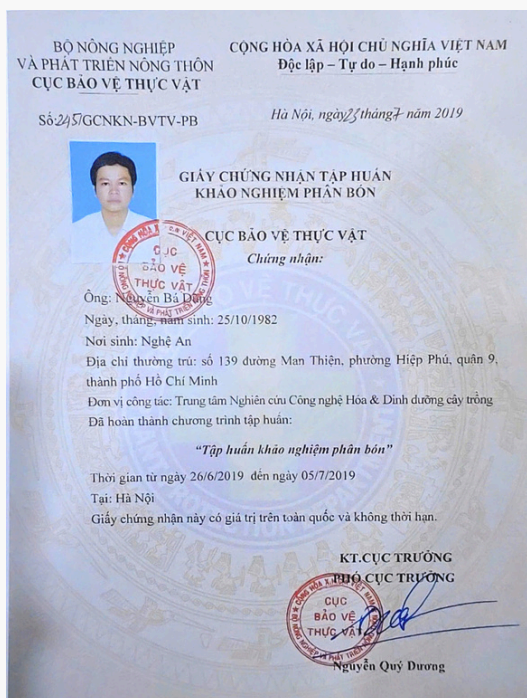 BỘ NÔNG NGHIỆP
VÀ PHÁT TRIỂN NÔNG THÔN
CỤC BẢO VỆ THỰC VẬT
CỘNG HÒA XÃ HỘI CHỦ NGHĨA VIỆT NAM
Độc lập – Tự do – Hạnh phúc
Số:245/GCNKN-BVTV-PB
Hà Nội, ngày 23 tháng 7 năm 2019
GIẤY CHỨNG NHẬN TẬP HUẤN
KHẢO NGHIỆM PHÂN BÓN
CỤC BẢO VỆ THỰC VẬT
Chứng nhận:
CỤC
BẢO VỆ
THỰC VẬT
Ông: Nguyễn Bá Dũng
Ngày, tháng, năm sinh: 25/10/1982
Nơi sinh: Nghệ An
Địa chỉ thường trú: số 139 đường Man Thiện, phường Hiệp Phú, quận 9,
thành phố Hồ Chí Minh
Đơn vị công tác: Trung tâm Nghiên cứu Công nghệ Hóa & Dinh dưỡng cây trồng
Đã hoàn thành chương trình tập huấn:
“Tập huấn khảo nghiệm phân bón”
Thời gian từ ngày 26/6/2019 đến ngày 05/7/2019
Tại: Hà Nội
Giấy chứng nhận này có giá trị trên toàn quốc và không thời hạn.
KT.CỤC TRƯỞNG
PHÓ CỤC TRƯỞNG
CỤC
BẢO VỆ
THỰC VẬT
Nguyễn Quý Dương